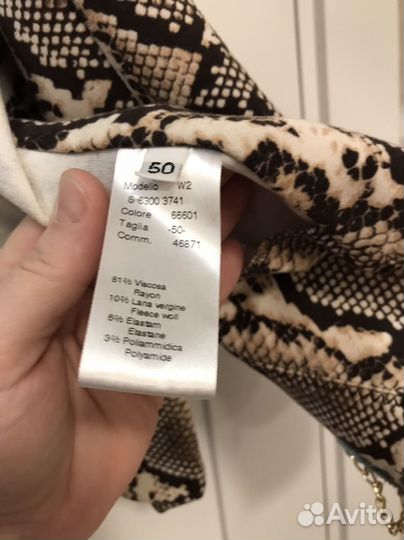 50
Modello W2
S 6300 3741
Colore 66601
Taglia -50-
Comm. 46871
81% Viscosa
Rayon
10% Lana vergine
Fleece woll
6% Elastam
Elastane
3% Poliammidica
Polyamide
Avito